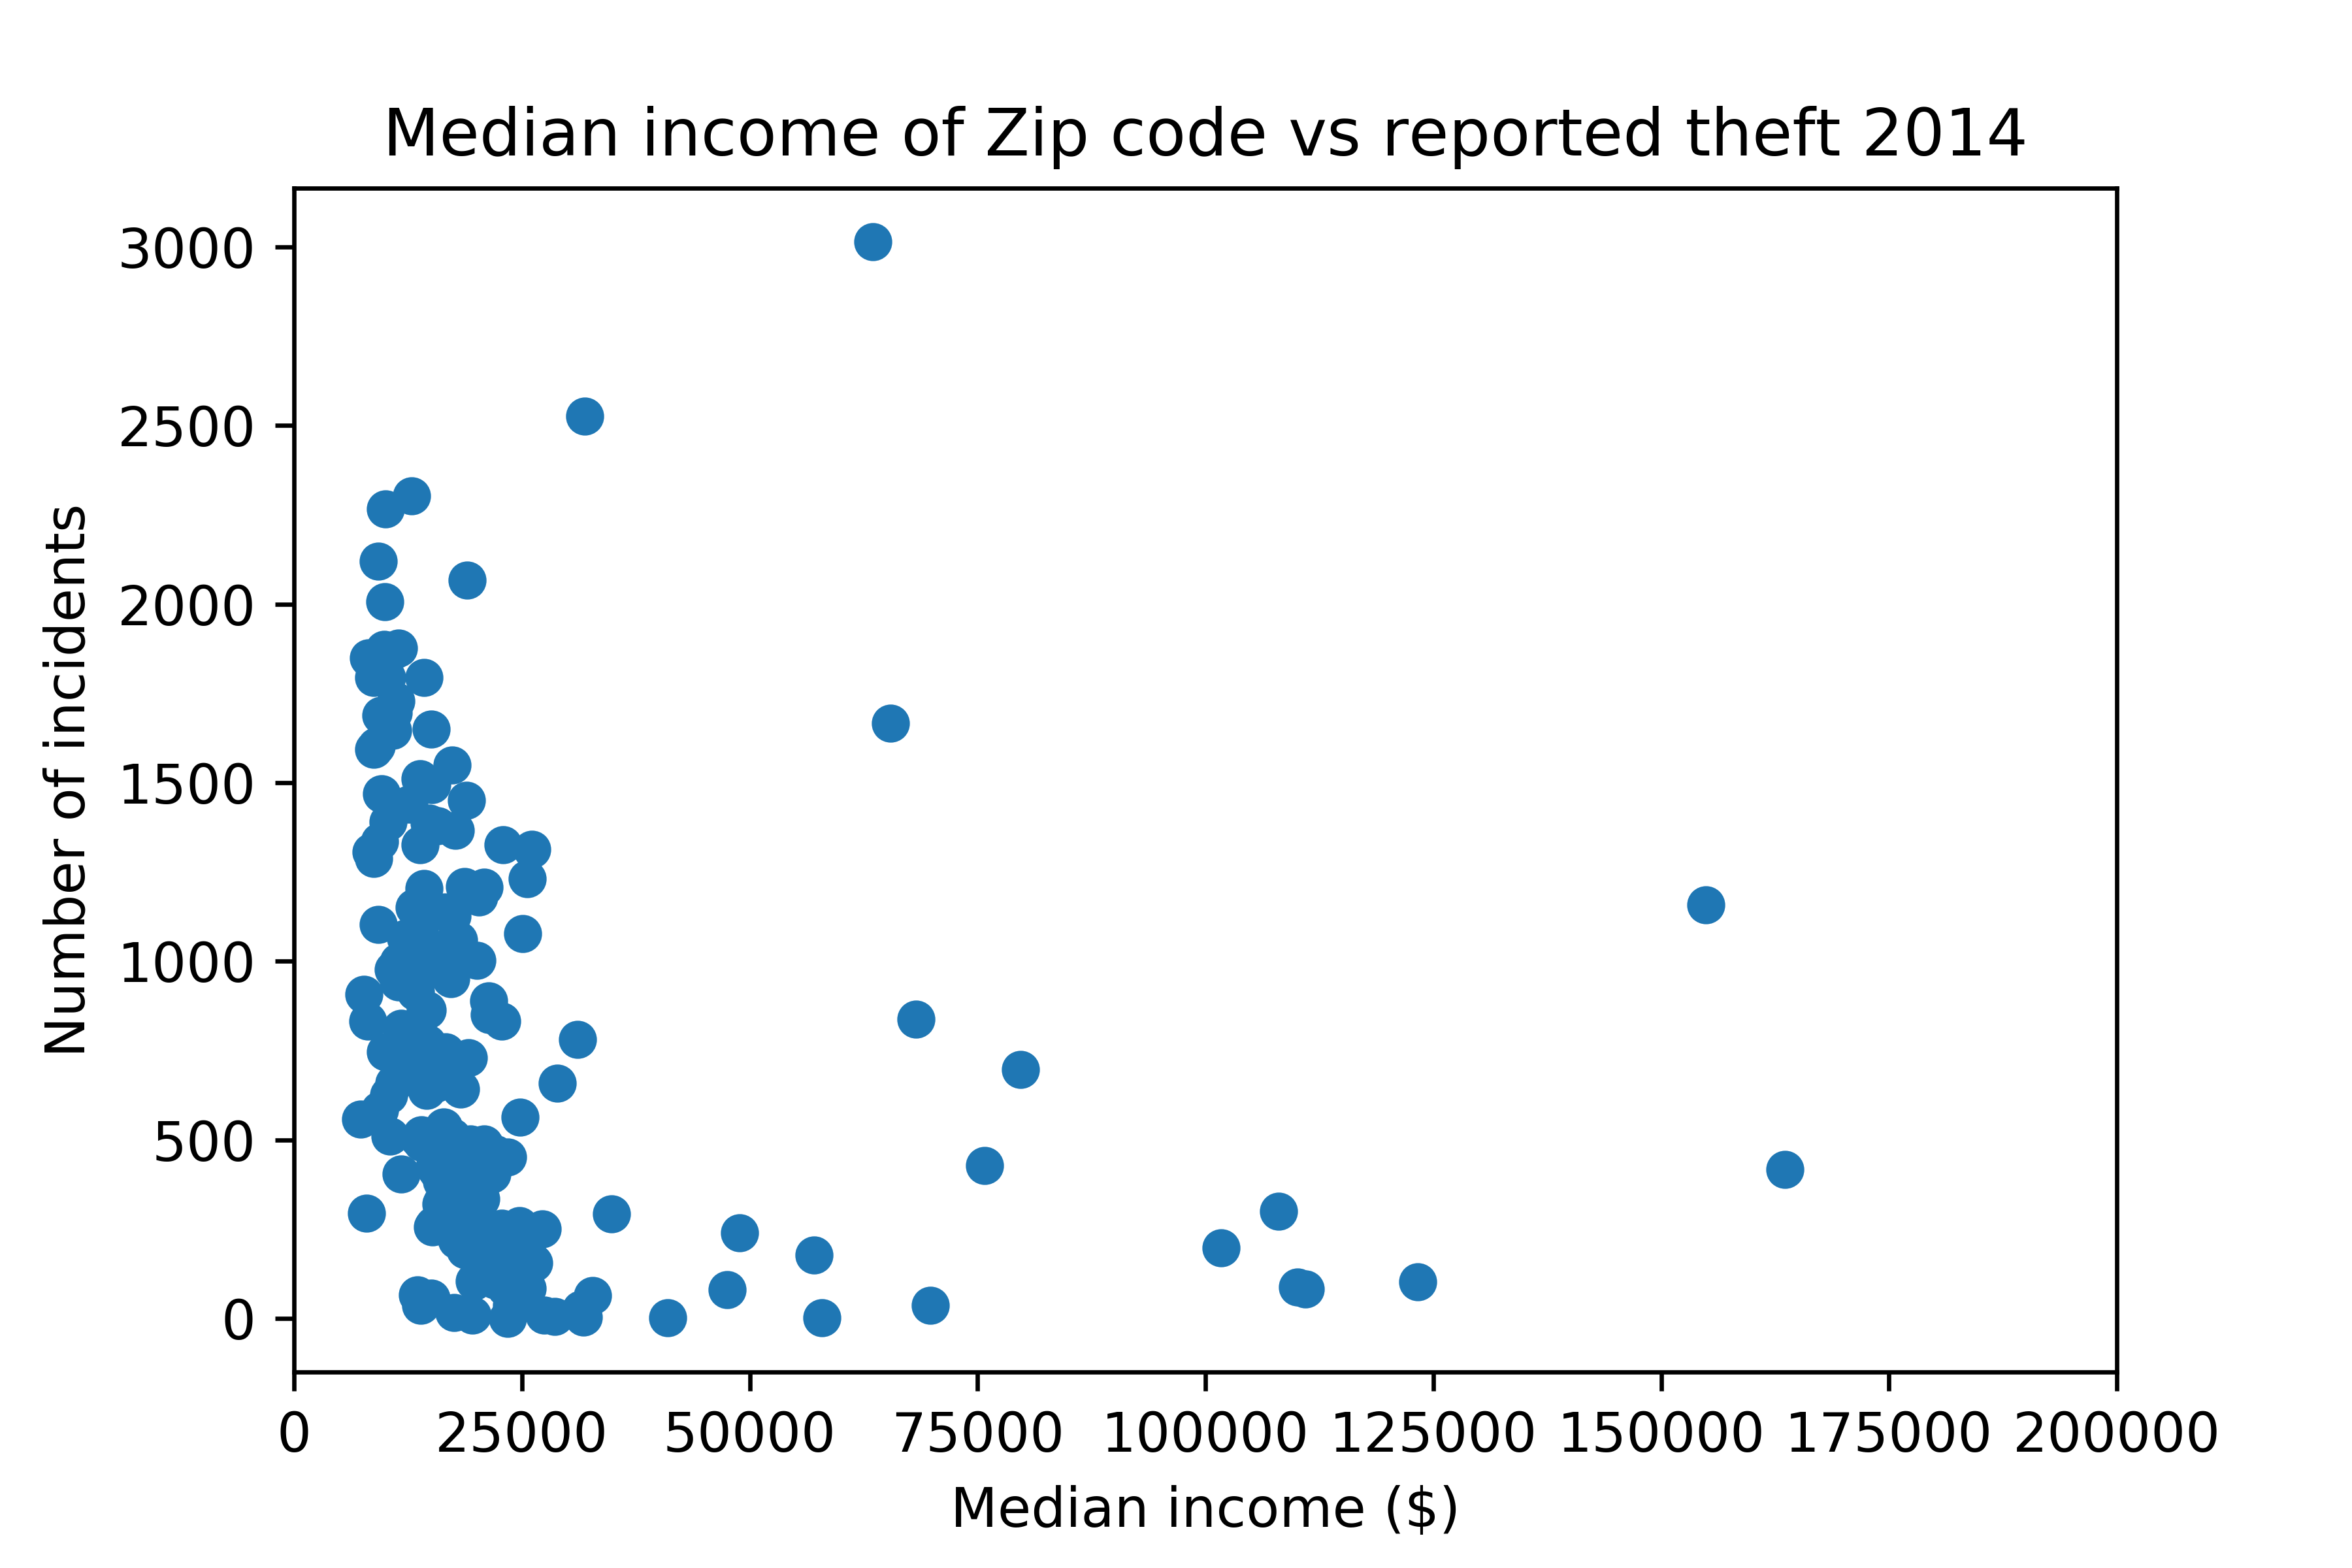 Median income of Zip code vs reported theft 2014
3000
2500
2000
1500
1000
500
0
Number of incidents
0 25000 50000 75000 100000 125000 150000 175000 200000
Median income ($)